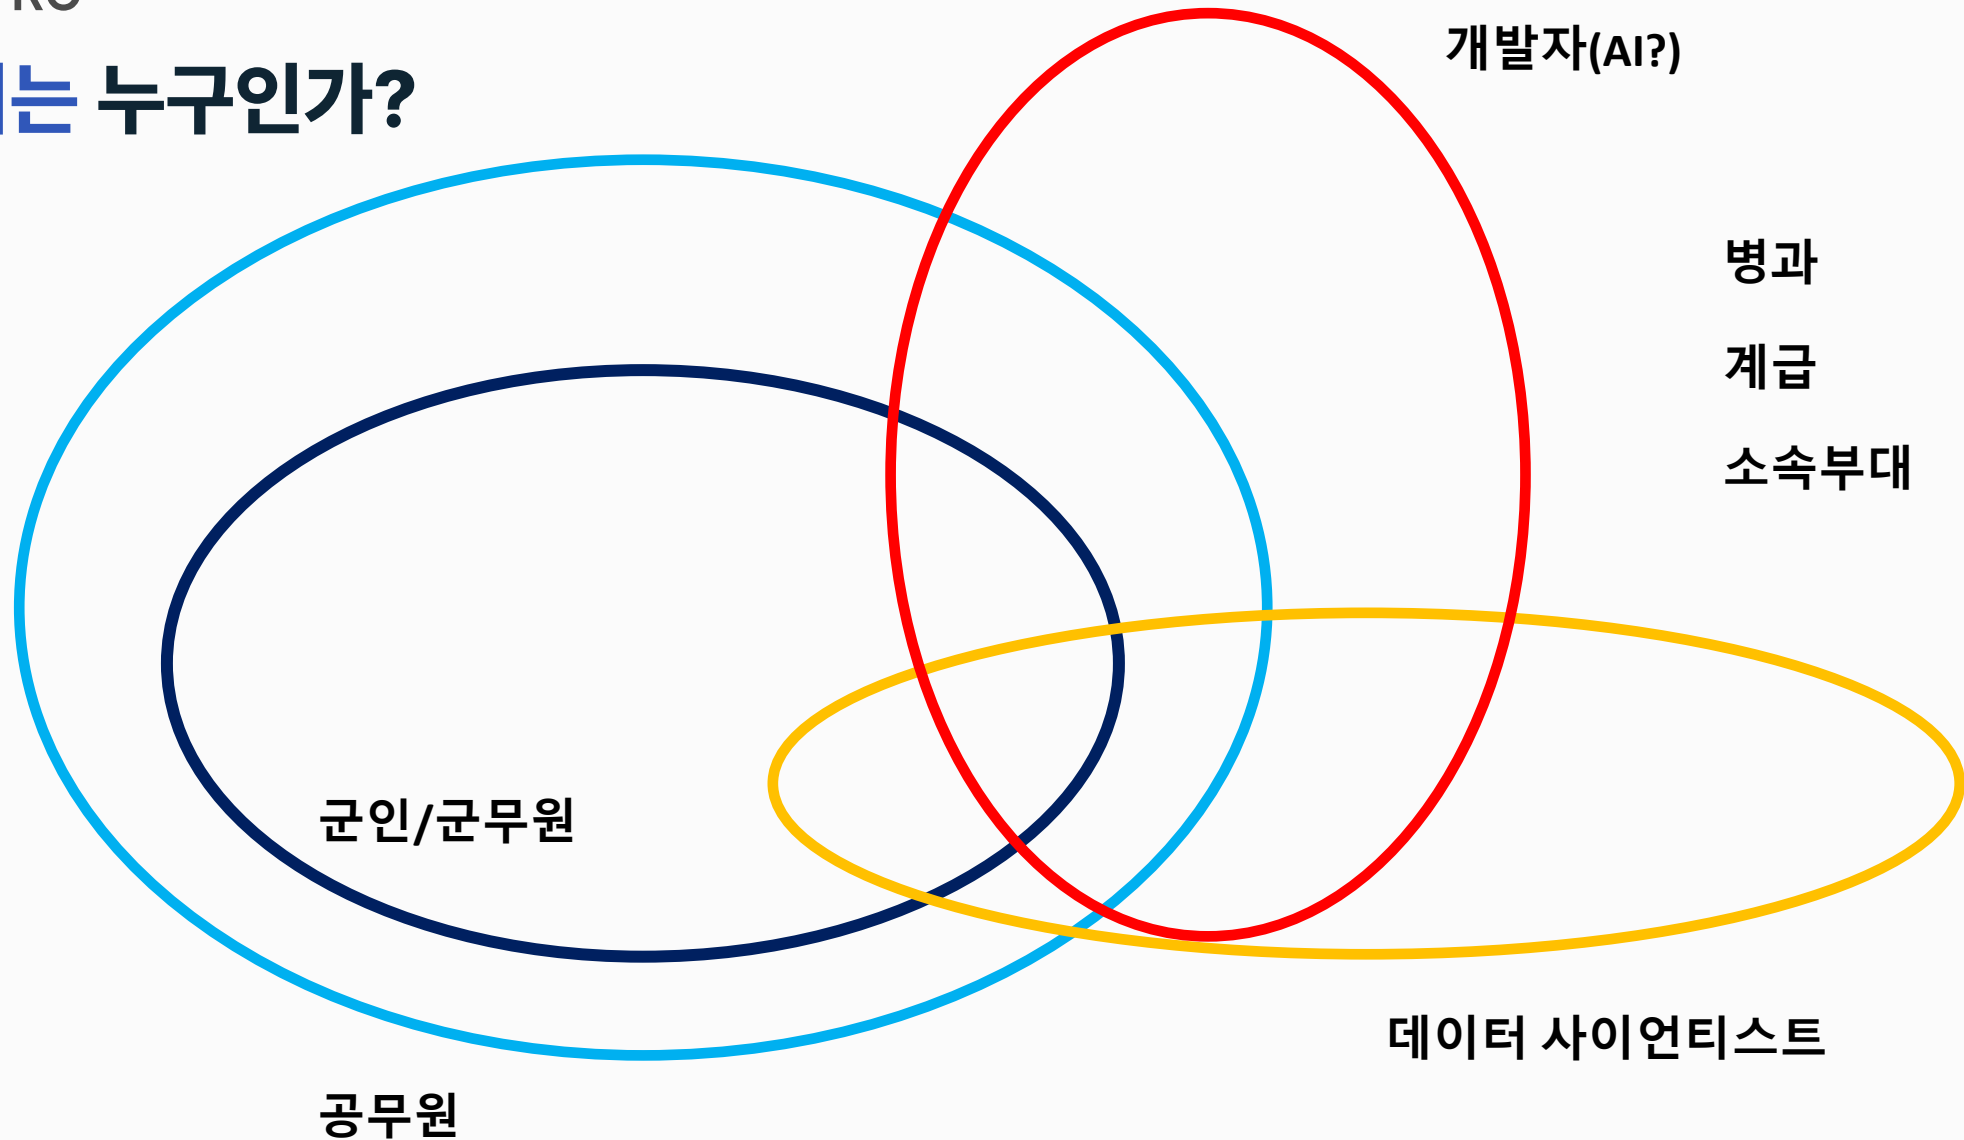 는 누구인가?
개발자(AI?)
병과
계급
소속부대
군인/군무원
데이터 사이언티스트
공무원